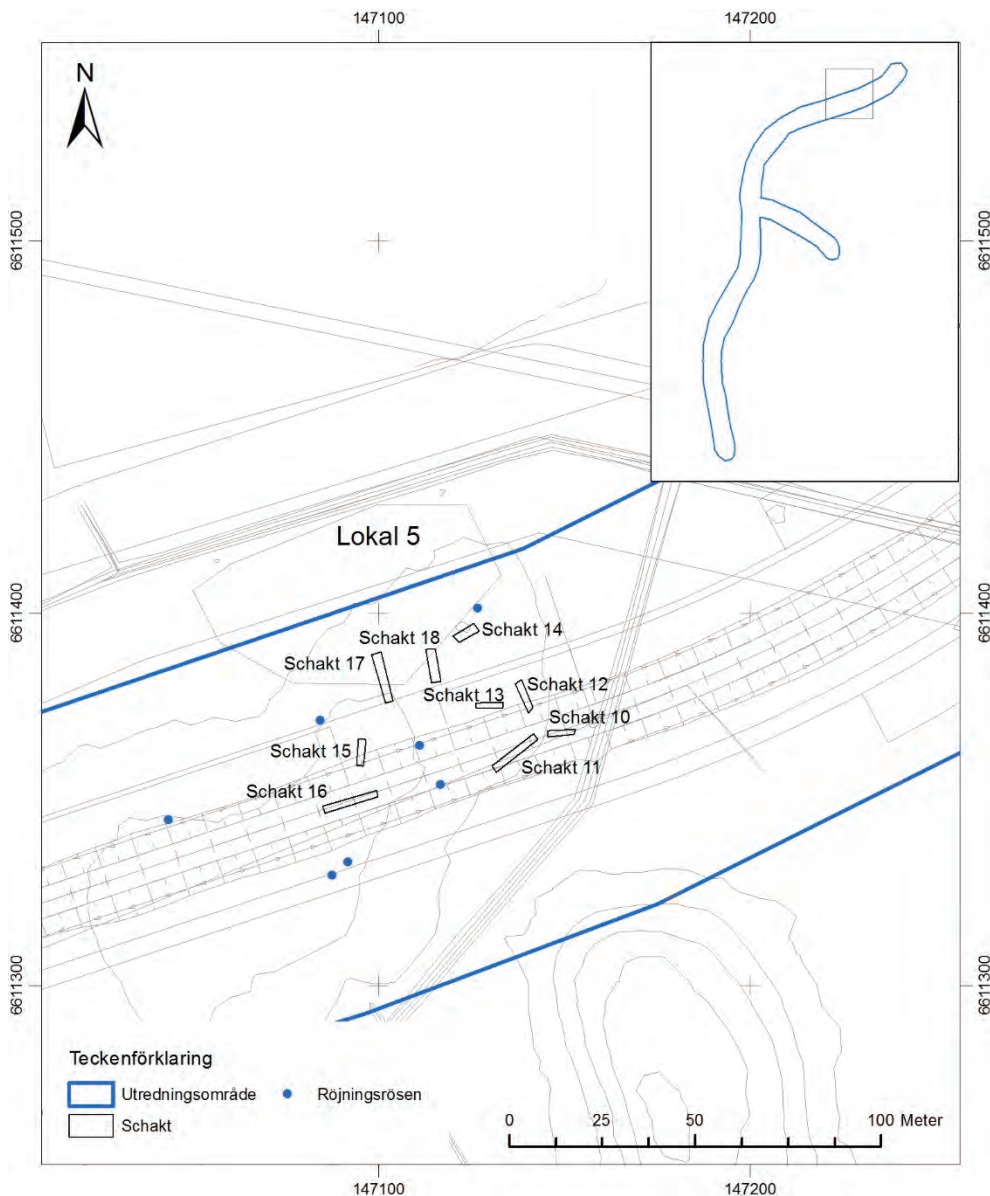 147100
147200
N
6611500
6611500
Lokal 5
6611400
6611400
Schakt 18
Schakt 14
Schakt 17
Schakt 13
Schakt 12
Schakt 10
Schakt 15
Schakt 11
Schakt 16
6611300
6611300
Teckenförklaring
Utredningsområde
Röjningsrösen
Schakt
0 25 50 100 Meter
147100
147200